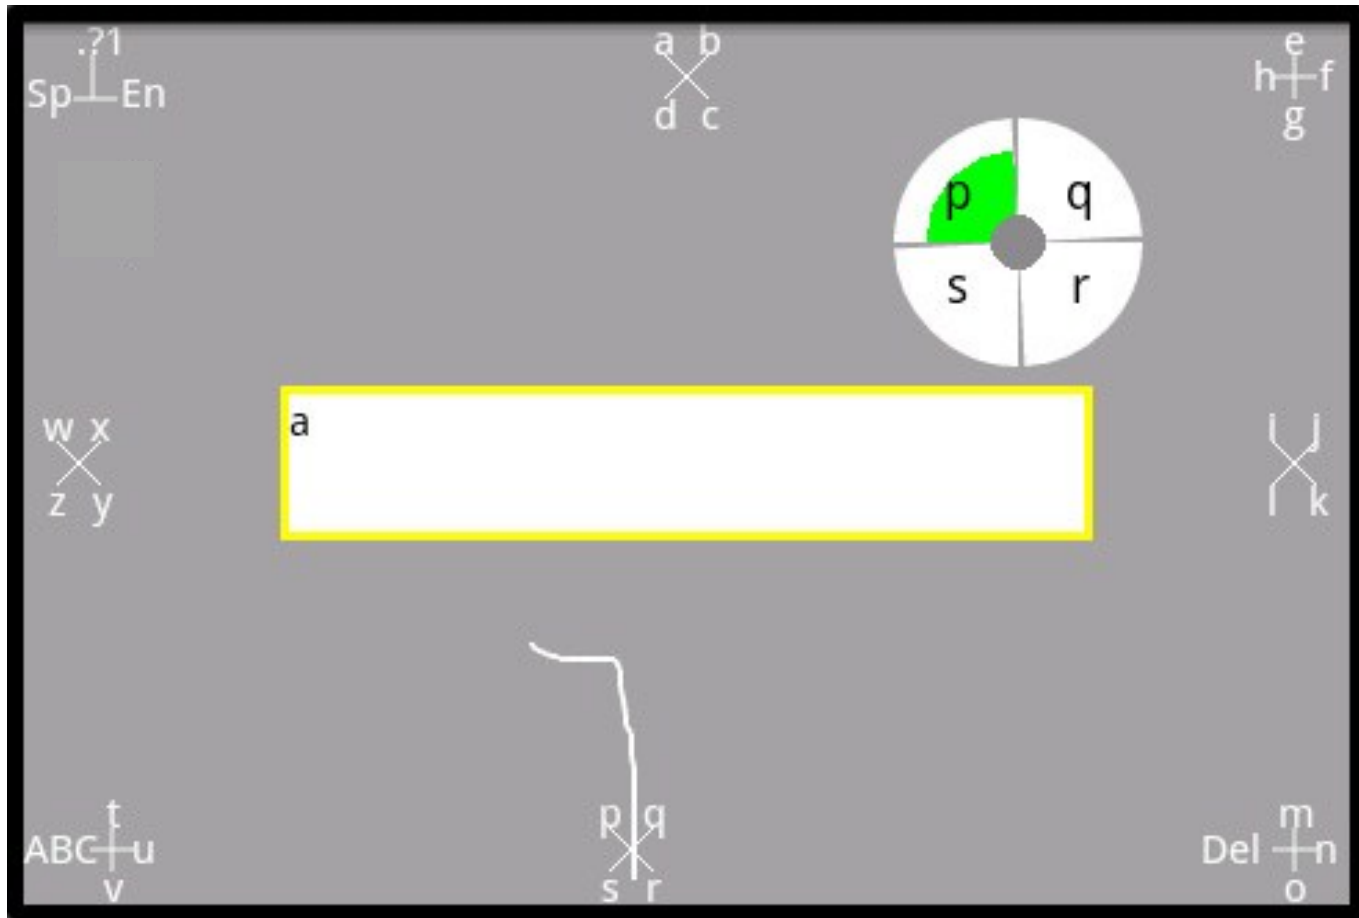 .?1 a b e
Sp En h f
d c g
p q
s r
a
w x i j
z y l k
t p q m
ABC u Del n
v s r o